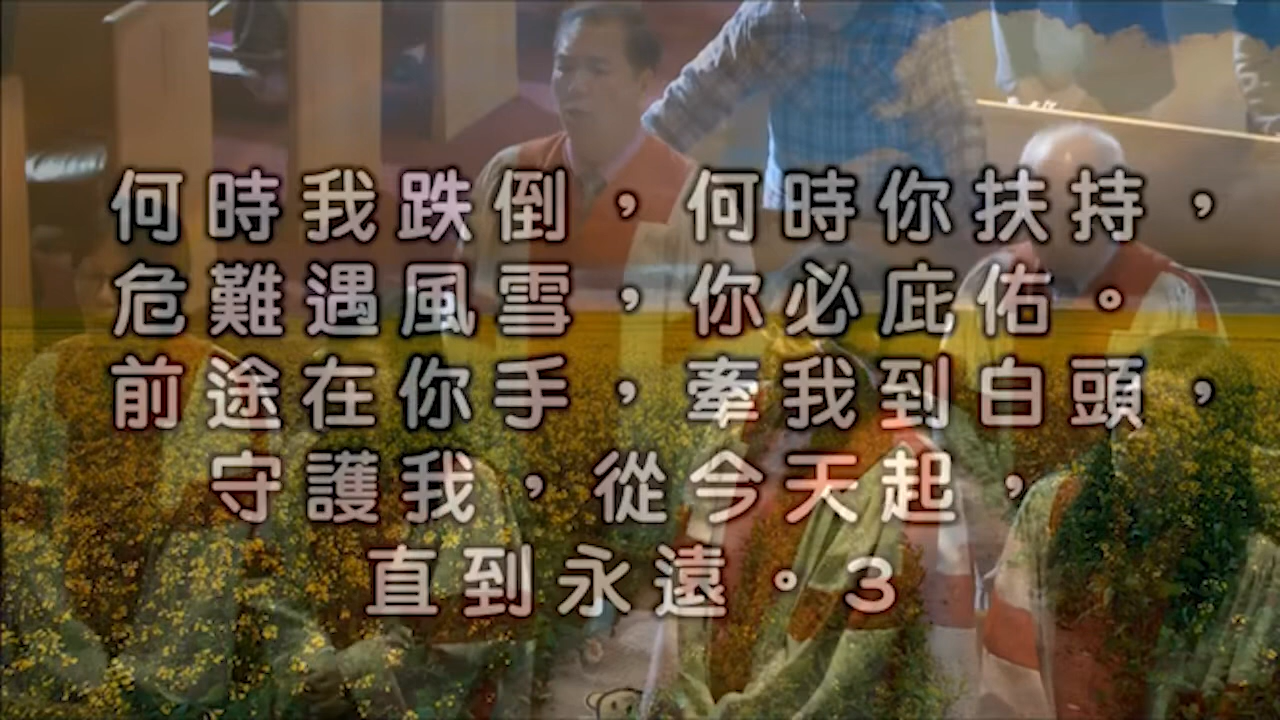 何時我跌倒，何時你扶持，
危難遇風雪，你必庇佑。
前途在你手，牽我到白頭，
守護我，從今天起，
直到永遠。3